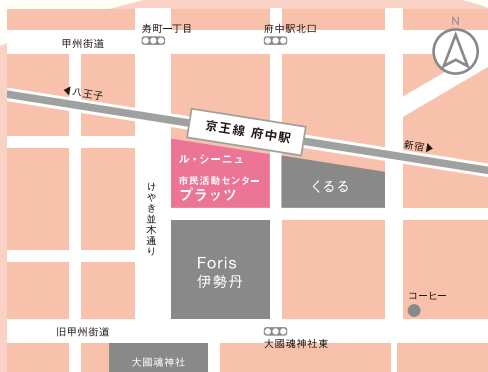 寿町一丁目
府中駅北口
N
甲州街道
◀八王子
京王線 府中駅
新宿▶
ル・シーニュ
市民活動センター
プラッツ
くるる
けやき並木通り
Foris
伊勢丹
コーヒー
旧甲州街道
大國魂神社東
大國魂神社